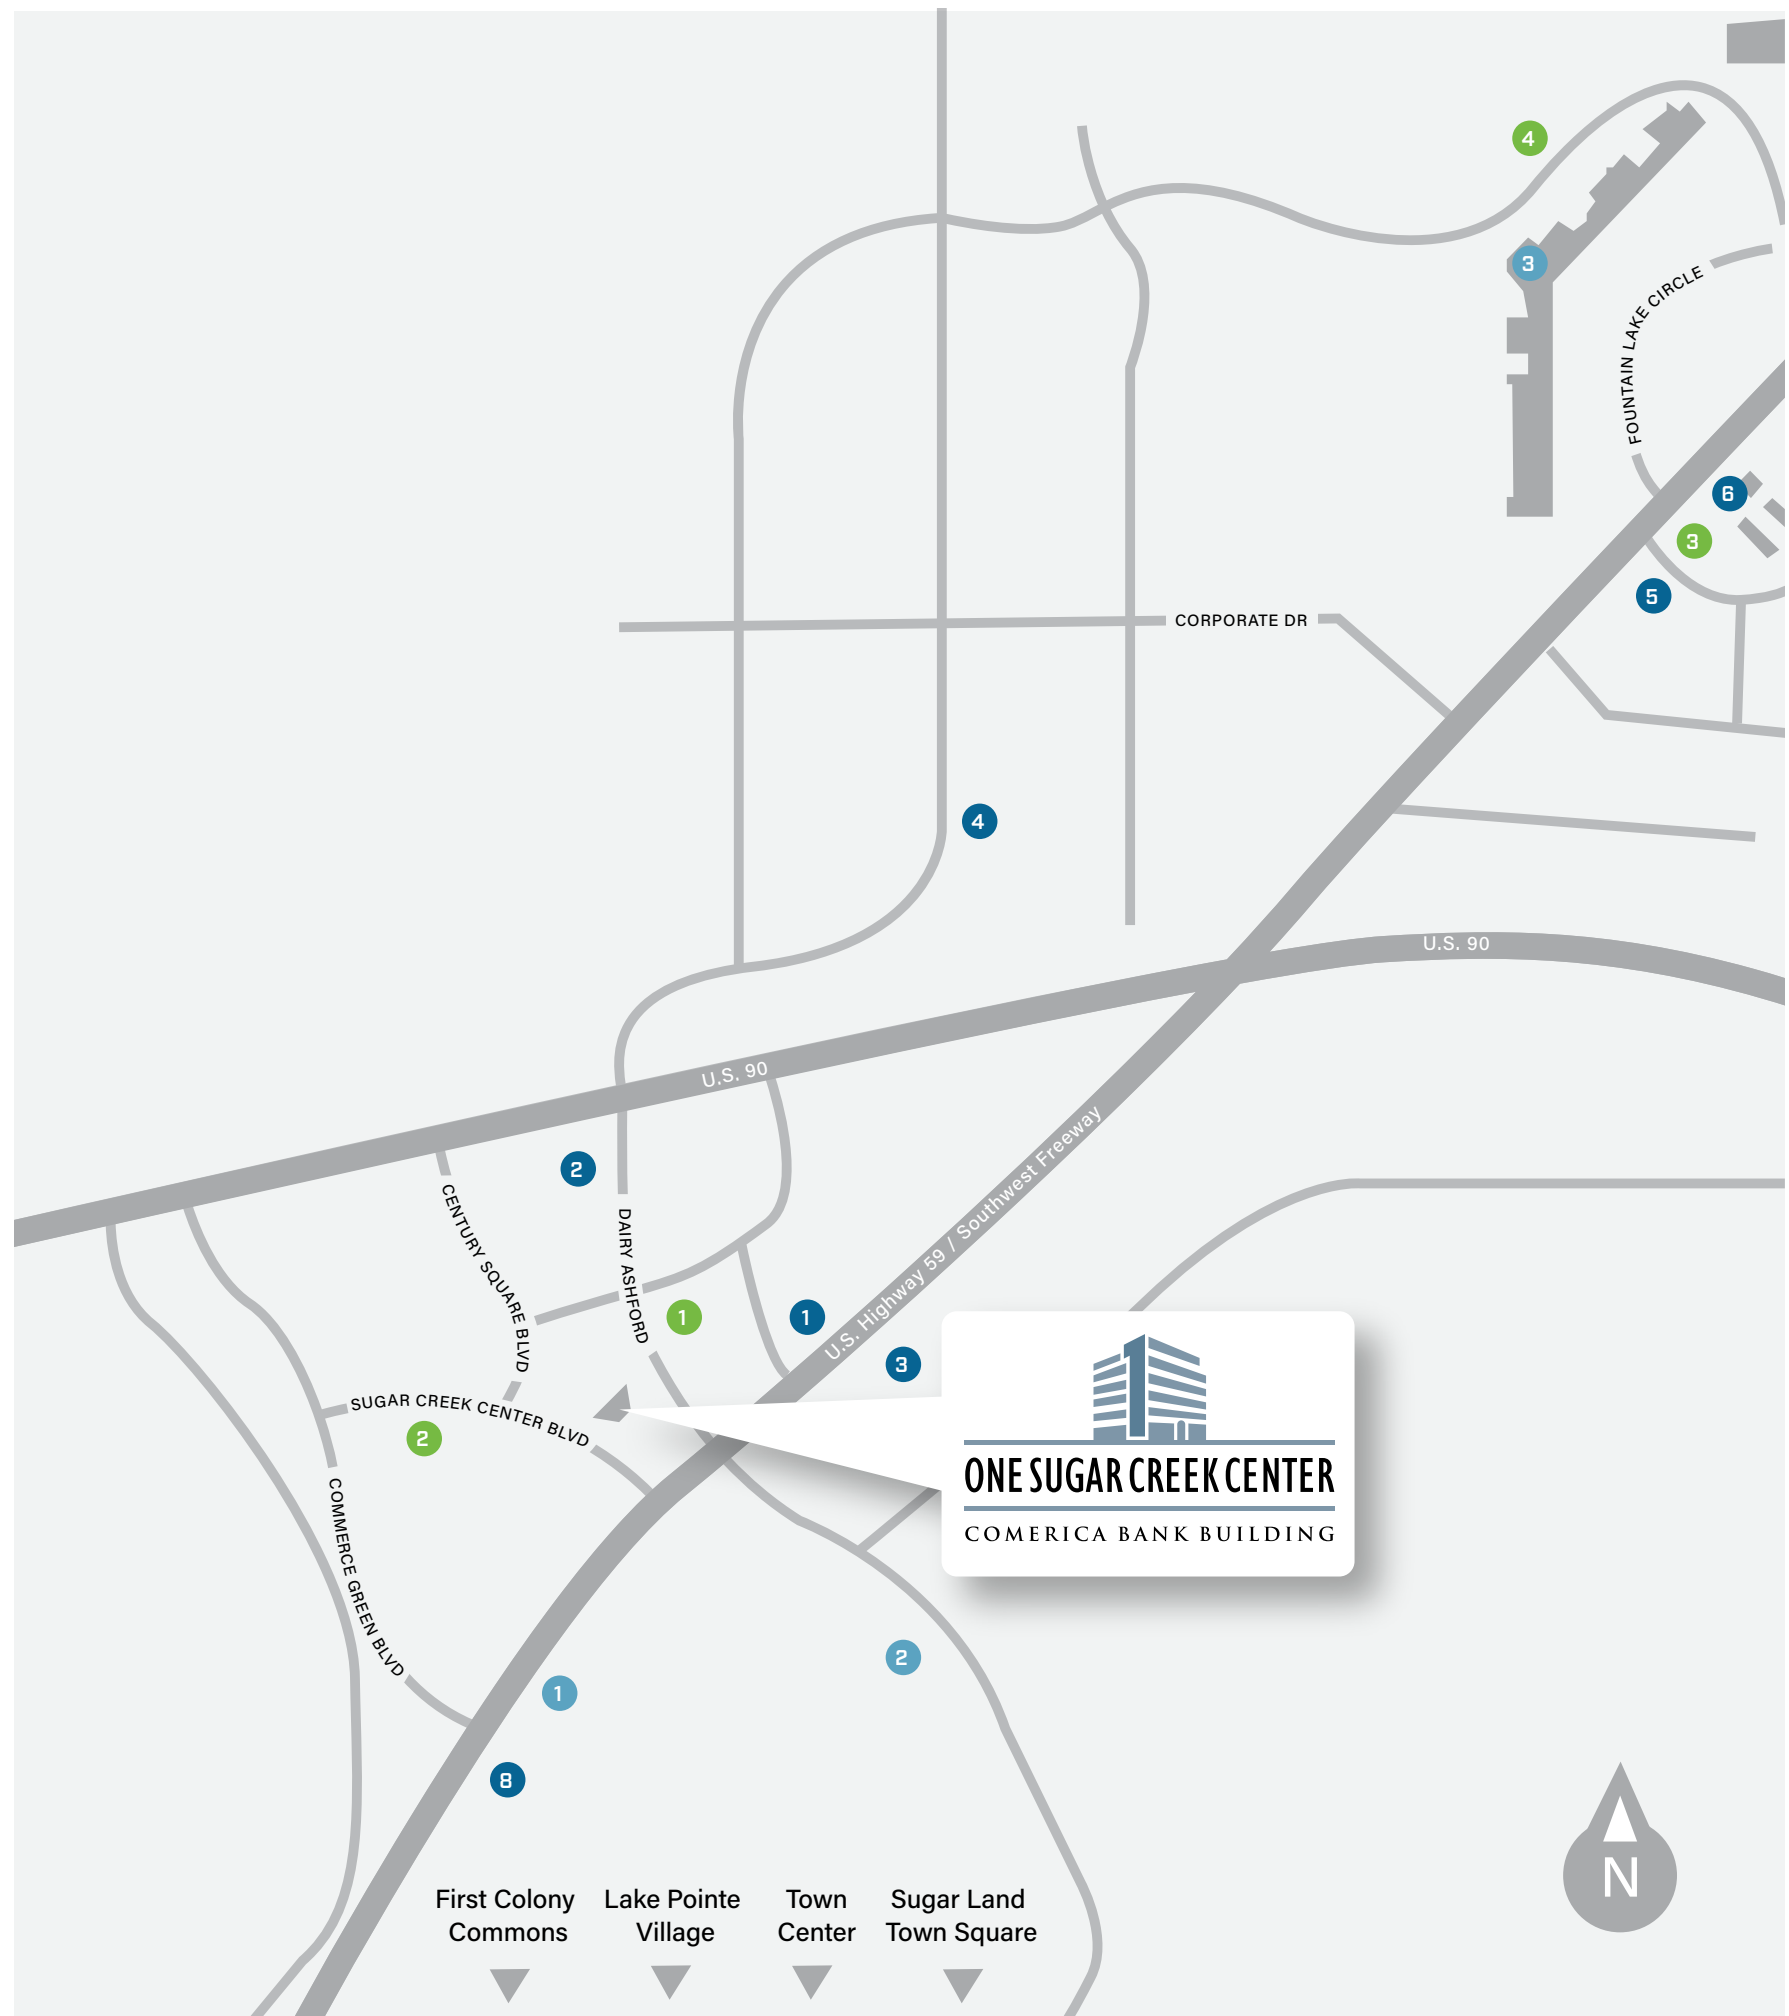 4
3
FOUNTAIN LAKE CIRCLE
6
3
5
CORPORATE DR
4
U.S. 90
U.S. 90
2
CENTURY SQUARE BLVD
DAIRY ASHFORD
U.S. Highway 59 / Southwest Freeway
1
1
3
SUGAR CREEK CENTER BLVD
2
ONE SUGAR CREEK CENTER
COMERICA BANK BUILDING
COMMERCE GREEN BLVD
2
1
8
First Colony
Commons
Lake Pointe
Village
Town
Center
Sugar Land
Town Square
N